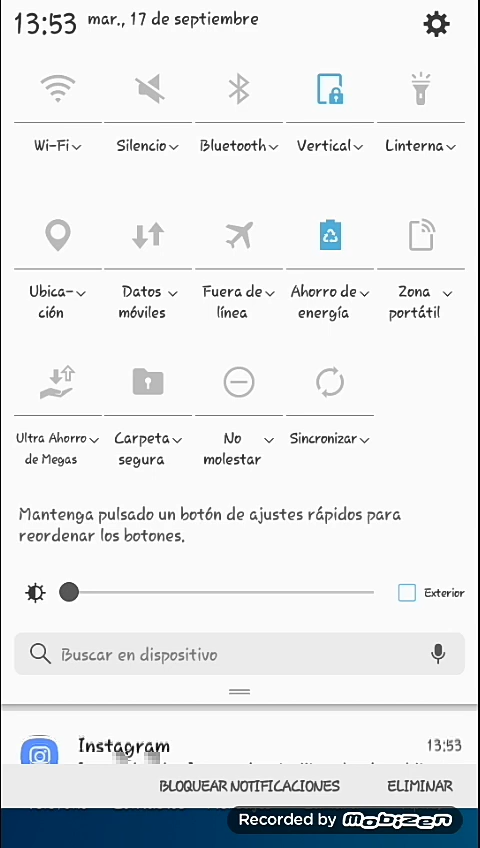 13:53 mar., 17 de septiembre
Wi-Fi Silencio Bluetooth Vertical Linterna
Ubica- Datos Fuera de Ahorro de Zona
ción móviles línea energía portátil
Ultra Ahorro Carpeta No Sincronizar
de Megas segura molestar
Mantenga pulsado un botón de ajustes rápidos para
reordenar los botones.
Exterior
Buscar en dispositivo
Instagram 13:53
BLOQUEAR NOTIFICACIONES ELIMINAR
Recorded by Mobizen